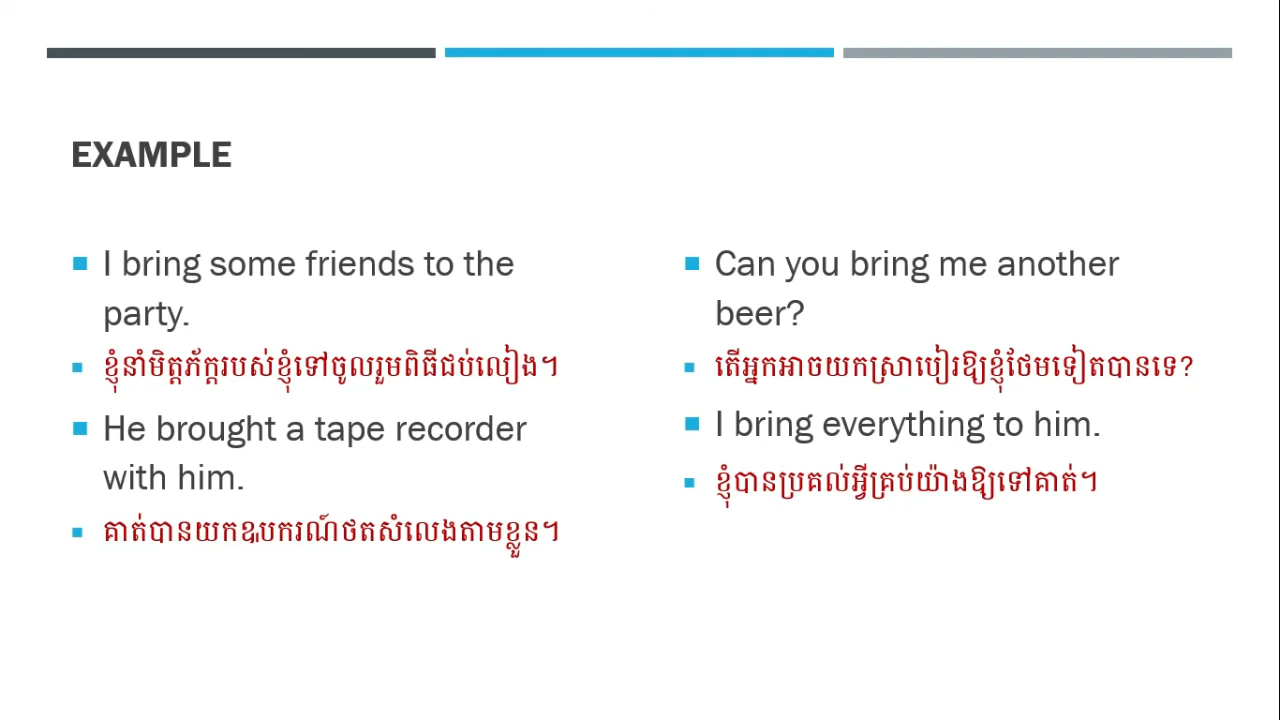 EXAMPLE
I bring some friends to the
party.
ខ្ញុំនាំមិត្តភ័ក្តរបស់ខ្ញុំទៅចូលរួមពិធីជប់លៀង។
He brought a tape recorder
with him.
គាត់បានយកឩបករណ៍ថតសំលេងតាមខ្លួន។
Can you bring me another
beer?
តើអ្នកអាចយកស្រាបៀរឱ្យខ្ញុំថែមទៀតបានទេ?
I bring everything to him.
ខ្ញុំបានប្រគល់អ្វីគ្រប់យ៉ាងឱ្យទៅគាត់។